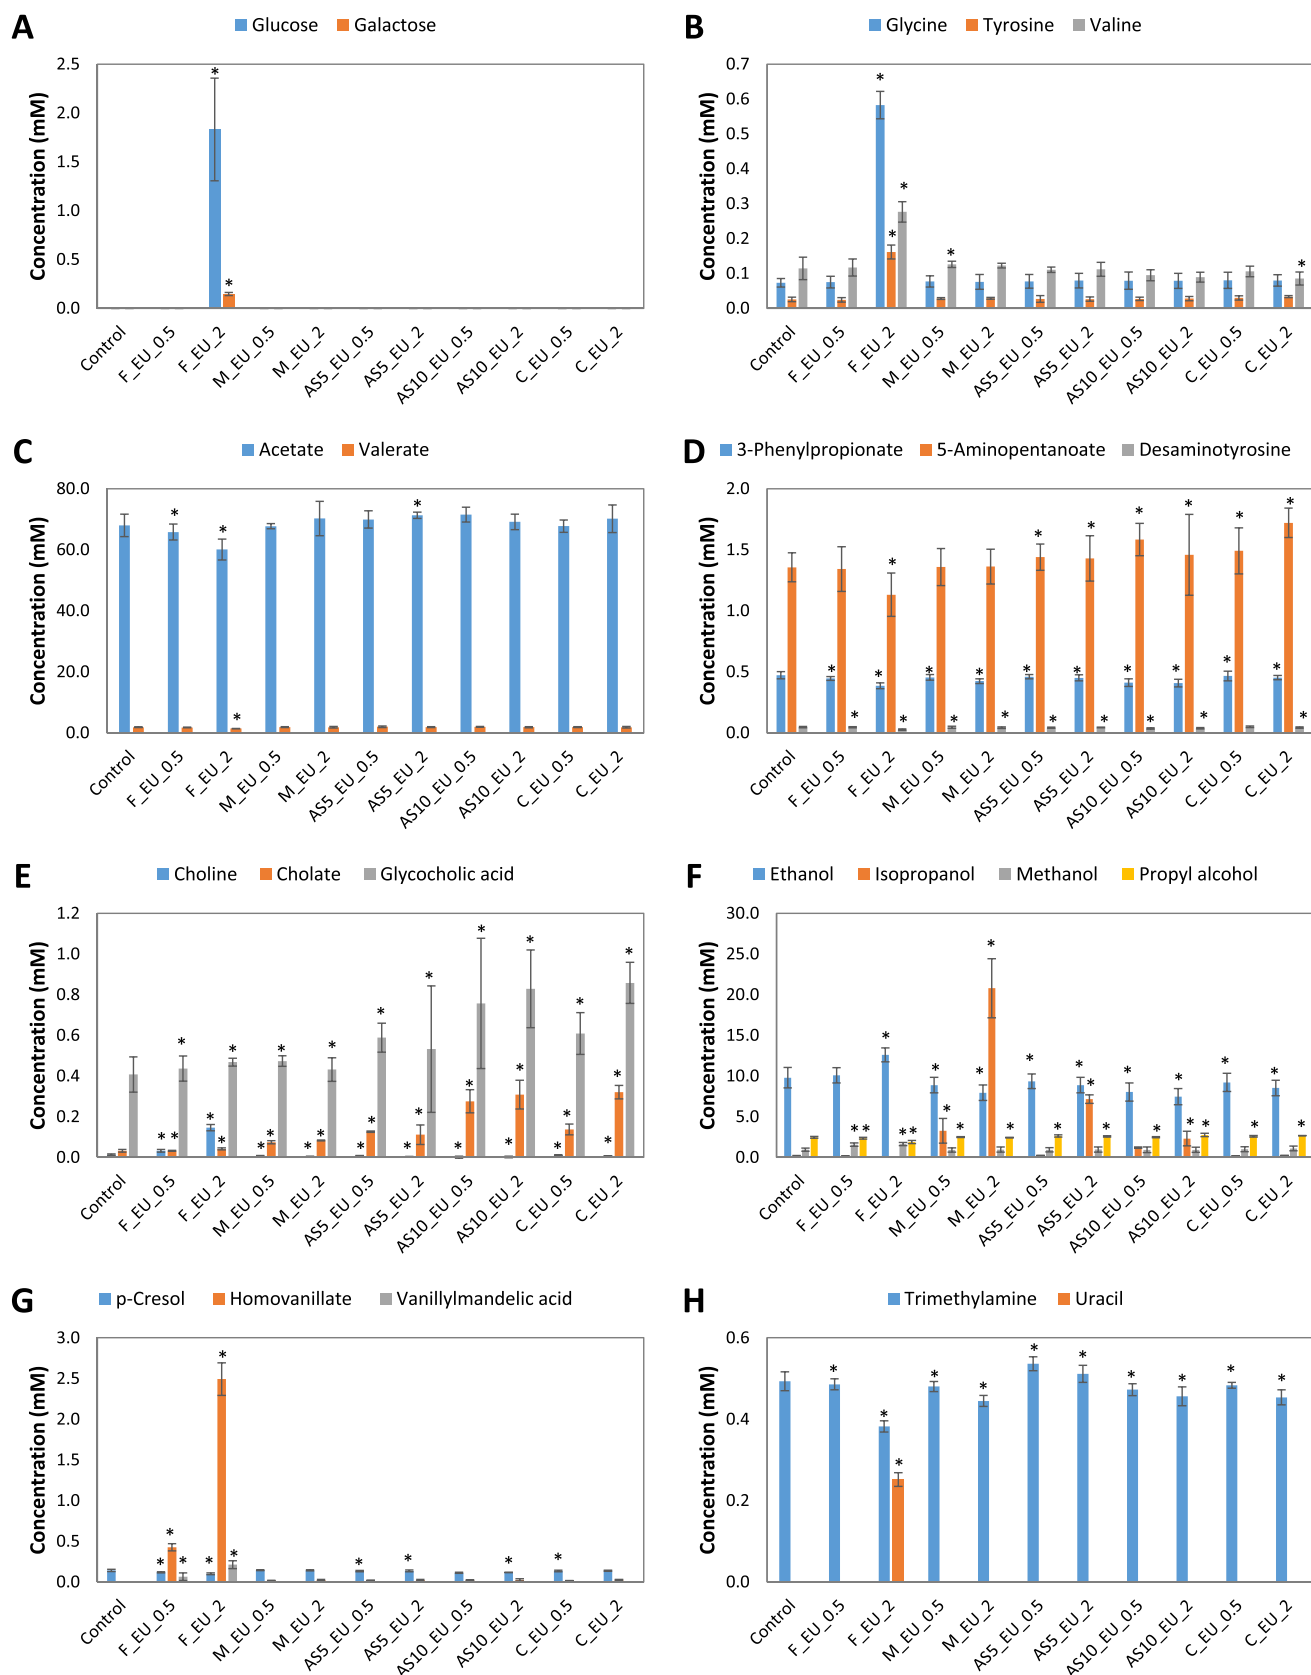 A
Glucose Galactose
Concentration (mM)
2.5
2.0
1.5
1.0
0.5
0.0
* *
Control F_EU_0.5 F_EU_2 M_EU_0.5 M_EU_2 AS5_EU_0.5 AS5_EU_2 AS10_EU_0.5 AS10_EU_2 C_EU_0.5 C_EU_2
B
Glycine Tyrosine Valine
Concentration (mM)
0.7
0.6
0.5
0.4
0.3
0.2
0.1
0.0
* * * * *
Control F_EU_0.5 F_EU_2 M_EU_0.5 M_EU_2 AS5_EU_0.5 AS5_EU_2 AS10_EU_0.5 AS10_EU_2 C_EU_0.5 C_EU_2
C
Acetate Valerate
Concentration (mM)
80.0
60.0
40.0
20.0
0.0
* * * *
Control F_EU_0.5 F_EU_2 M_EU_0.5 M_EU_2 AS5_EU_0.5 AS5_EU_2 AS10_EU_0.5 AS10_EU_2 C_EU_0.5 C_EU_2
D
3-Phenylpropionate 5-Aminopentanoate Desaminotyrosine
Concentration (mM)
2.0
1.5
1.0
0.5
0.0
* * * * * * * * * * * * * * * * * * * * * * * * * *
Control F_EU_0.5 F_EU_2 M_EU_0.5 M_EU_2 AS5_EU_0.5 AS5_EU_2 AS10_EU_0.5 AS10_EU_2 C_EU_0.5 C_EU_2
E
Choline Cholate Glycocholic acid
Concentration (mM)
1.2
1.0
0.8
0.6
0.4
0.2
0.0
* * * * * * * * * * * * * * * * * * * * * * * * * * * * * *
Control F_EU_0.5 F_EU_2 M_EU_0.5 M_EU_2 AS5_EU_0.5 AS5_EU_2 AS10_EU_0.5 AS10_EU_2 C_EU_0.5 C_EU_2
F
Ethanol Isopropanol Methanol Propyl alcohol
Concentration (mM)
30.0
25.0
20.0
15.0
10.0
5.0
0.0
* * * * * * * * * * * * * * * * * * * * * * * * * * *
Control F_EU_0.5 F_EU_2 M_EU_0.5 M_EU_2 AS5_EU_0.5 AS5_EU_2 AS10_EU_0.5 AS10_EU_2 C_EU_0.5 C_EU_2
G
p-Cresol Homovanillate Vanillylmandelic acid
Concentration (mM)
3.0
2.5
2.0
1.5
1.0
0.5
0.0
* * * * * * * * * *
Control F_EU_0.5 F_EU_2 M_EU_0.5 M_EU_2 AS5_EU_0.5 AS5_EU_2 AS10_EU_0.5 AS10_EU_2 C_EU_0.5 C_EU_2
H
Trimethylamine Uracil
Concentration (mM)
0.6
0.4
0.2
0.0
* * * * * * * * * * *
Control F_EU_0.5 F_EU_2 M_EU_0.5 M_EU_2 AS5_EU_0.5 AS5_EU_2 AS10_EU_0.5 AS10_EU_2 C_EU_0.5 C_EU_2